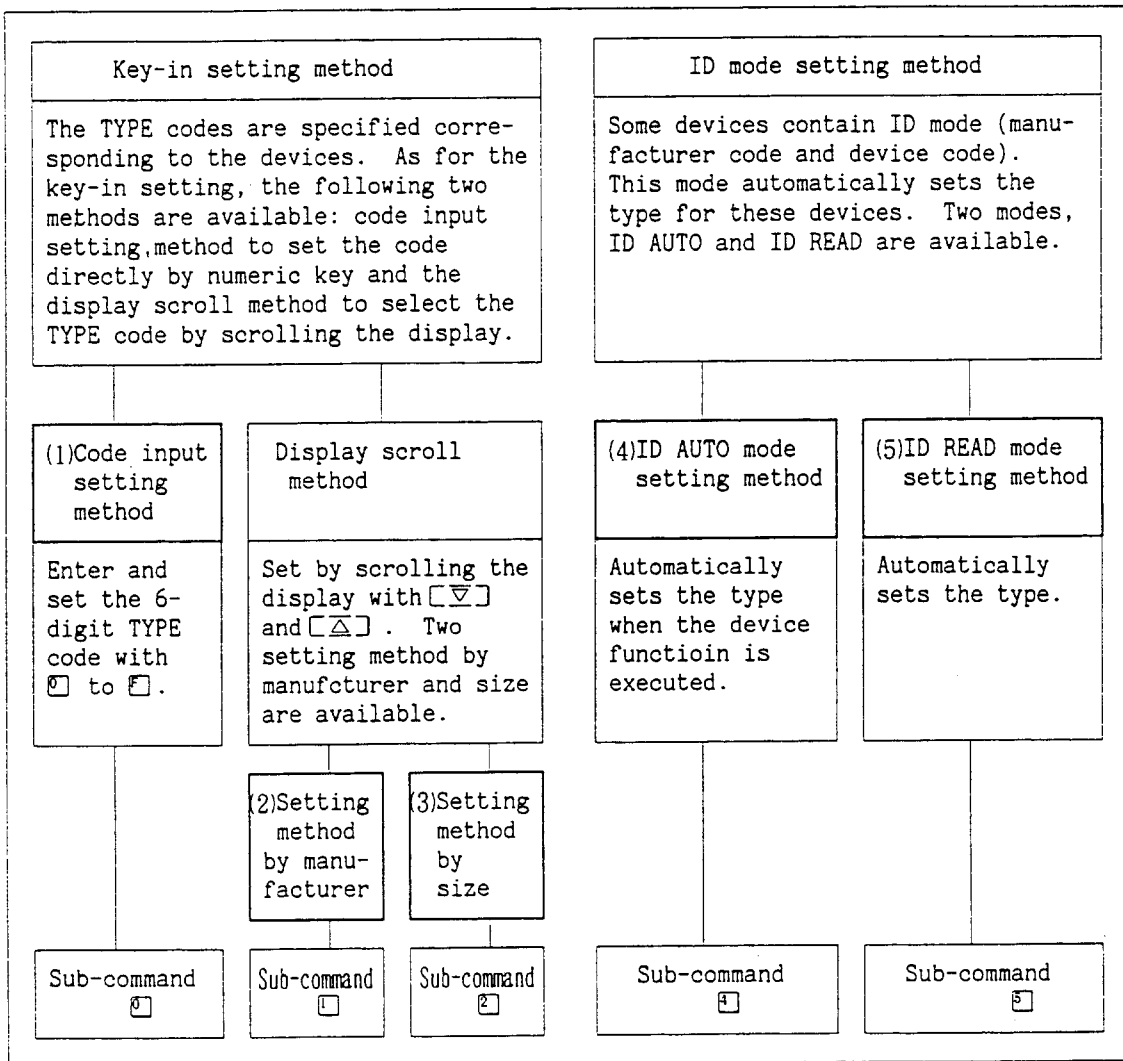 Key-in setting method
The TYPE codes are specified corre-
sponding to the devices. As for the
key-in setting, the following two
methods are available: code input
setting,method to set the code
directly by numeric key and the
display scroll method to select the
TYPE code by scrolling the display.
ID mode setting method
Some devices contain ID mode (manu-
facturer code and device code).
This mode automatically sets the
type for these devices. Two modes,
ID AUTO and ID READ are available.
(1)Code input
setting
method
Enter and
set the 6-
digit TYPE
code with
0 to F.
Display scroll
method
Set by scrolling the
display with [▽]
and [△] . Two
setting method by
manufcturer and size
are available.
(2)Setting
method
by manu-
facturer
(3)Setting
method
by
size
(4)ID AUTO mode
setting method
Automatically
sets the type
when the device
functioin is
executed.
(5)ID READ mode
setting method
Automatically
sets the type.
Sub-command
0
Sub-command
1
Sub-command
2
Sub-command
4
Sub-command
5